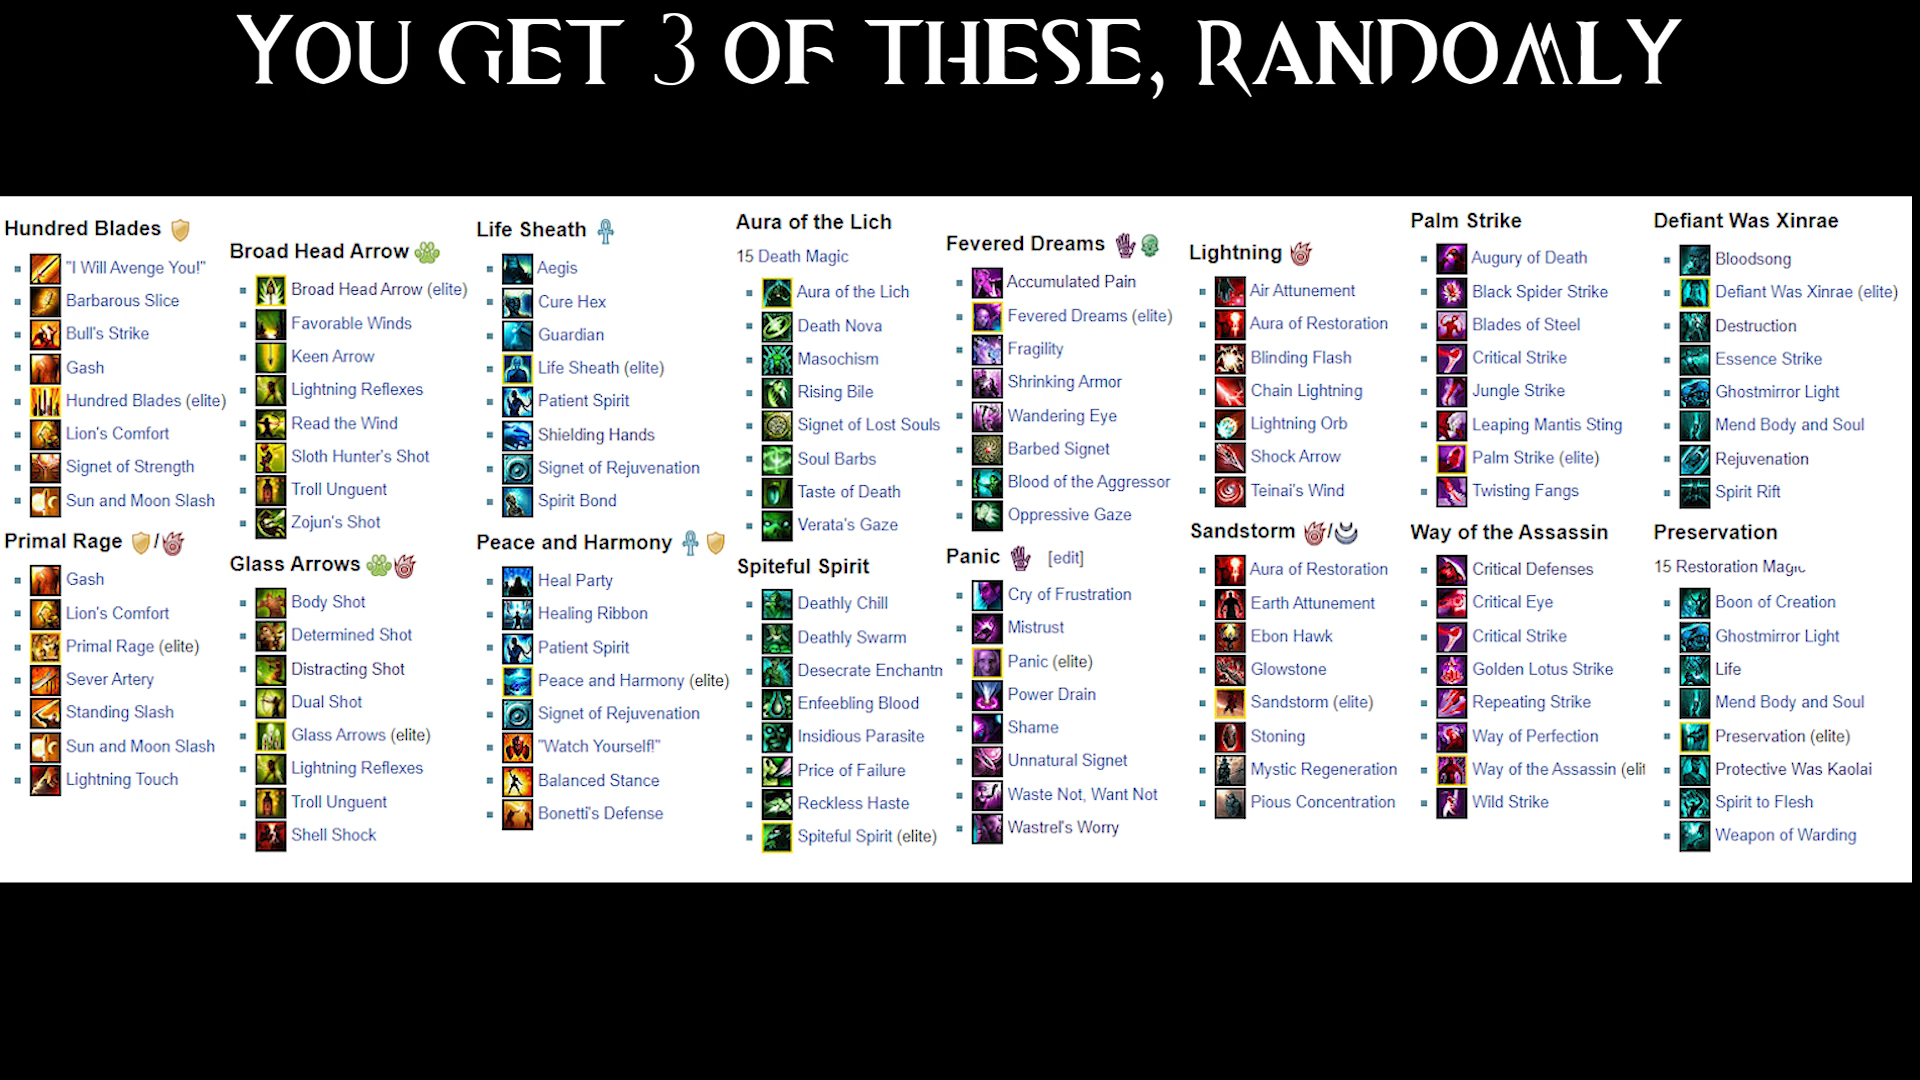 YOU GET 3 OF THESE, RANDOMLY
Hundred Blades
"I Will Avenge You!"
Barbarous Slice
Bull's Strike
Gash
Hundred Blades (elite)
Lion's Comfort
Signet of Strength
Sun and Moon Slash
Primal Rage /
Gash
Lion's Comfort
Primal Rage (elite)
Sever Artery
Standing Slash
Sun and Moon Slash
Lightning Touch
Broad Head Arrow
Broad Head Arrow (elite)
Favorable Winds
Keen Arrow
Lightning Reflexes
Read the Wind
Sloth Hunter's Shot
Troll Unguent
Zojun's Shot
Glass Arrows
Body Shot
Determined Shot
Distracting Shot
Dual Shot
Glass Arrows (elite)
Lightning Reflexes
Troll Unguent
Shell Shock
Life Sheath
Aegis
Cure Hex
Guardian
Life Sheath (elite)
Patient Spirit
Shielding Hands
Signet of Rejuvenation
Spirit Bond
Peace and Harmony
Heal Party
Healing Ribbon
Patient Spirit
Peace and Harmony (elite)
Signet of Rejuvenation
"Watch Yourself!"
Balanced Stance
Bonetti's Defense
Aura of the Lich
15 Death Magic
Aura of the Lich
Death Nova
Masochism
Rising Bile
Signet of Lost Souls
Soul Barbs
Taste of Death
Verata's Gaze
Spiteful Spirit
Deathly Chill
Deathly Swarm
Desecrate Enchantn
Enfeebling Blood
Insidious Parasite
Price of Failure
Reckless Haste
Spiteful Spirit (elite)
Fevered Dreams
Accumulated Pain
Fevered Dreams (elite)
Fragility
Shrinking Armor
Wandering Eye
Barbed Signet
Blood of the Aggressor
Oppressive Gaze
Panic [edit]
Cry of Frustration
Mistrust
Panic (elite)
Power Drain
Shame
Unnatural Signet
Waste Not, Want Not
Wastrel's Worry
Lightning
Air Attunement
Aura of Restoration
Blinding Flash
Chain Lightning
Lightning Orb
Shock Arrow
Teinai's Wind
Sandstorm /
Aura of Restoration
Earth Attunement
Ebon Hawk
Glowstone
Sandstorm (elite)
Stoning
Mystic Regeneration
Pious Concentration
Palm Strike
Augury of Death
Black Spider Strike
Blades of Steel
Critical Strike
Jungle Strike
Leaping Mantis Sting
Palm Strike (elite)
Twisting Fangs
Way of the Assassin
Critical Defenses
Critical Eye
Critical Strike
Golden Lotus Strike
Repeating Strike
Way of Perfection
Way of the Assassin (elit
Wild Strike
Defiant Was Xinrae
Bloodsong
Defiant Was Xinrae (elite)
Destruction
Essence Strike
Ghostmirror Light
Mend Body and Soul
Rejuvenation
Spirit Rift
Preservation
15 Restoration Magic
Boon of Creation
Ghostmirror Light
Life
Mend Body and Soul
Preservation (elite)
Protective Was Kaolai
Spirit to Flesh
Weapon of Warding